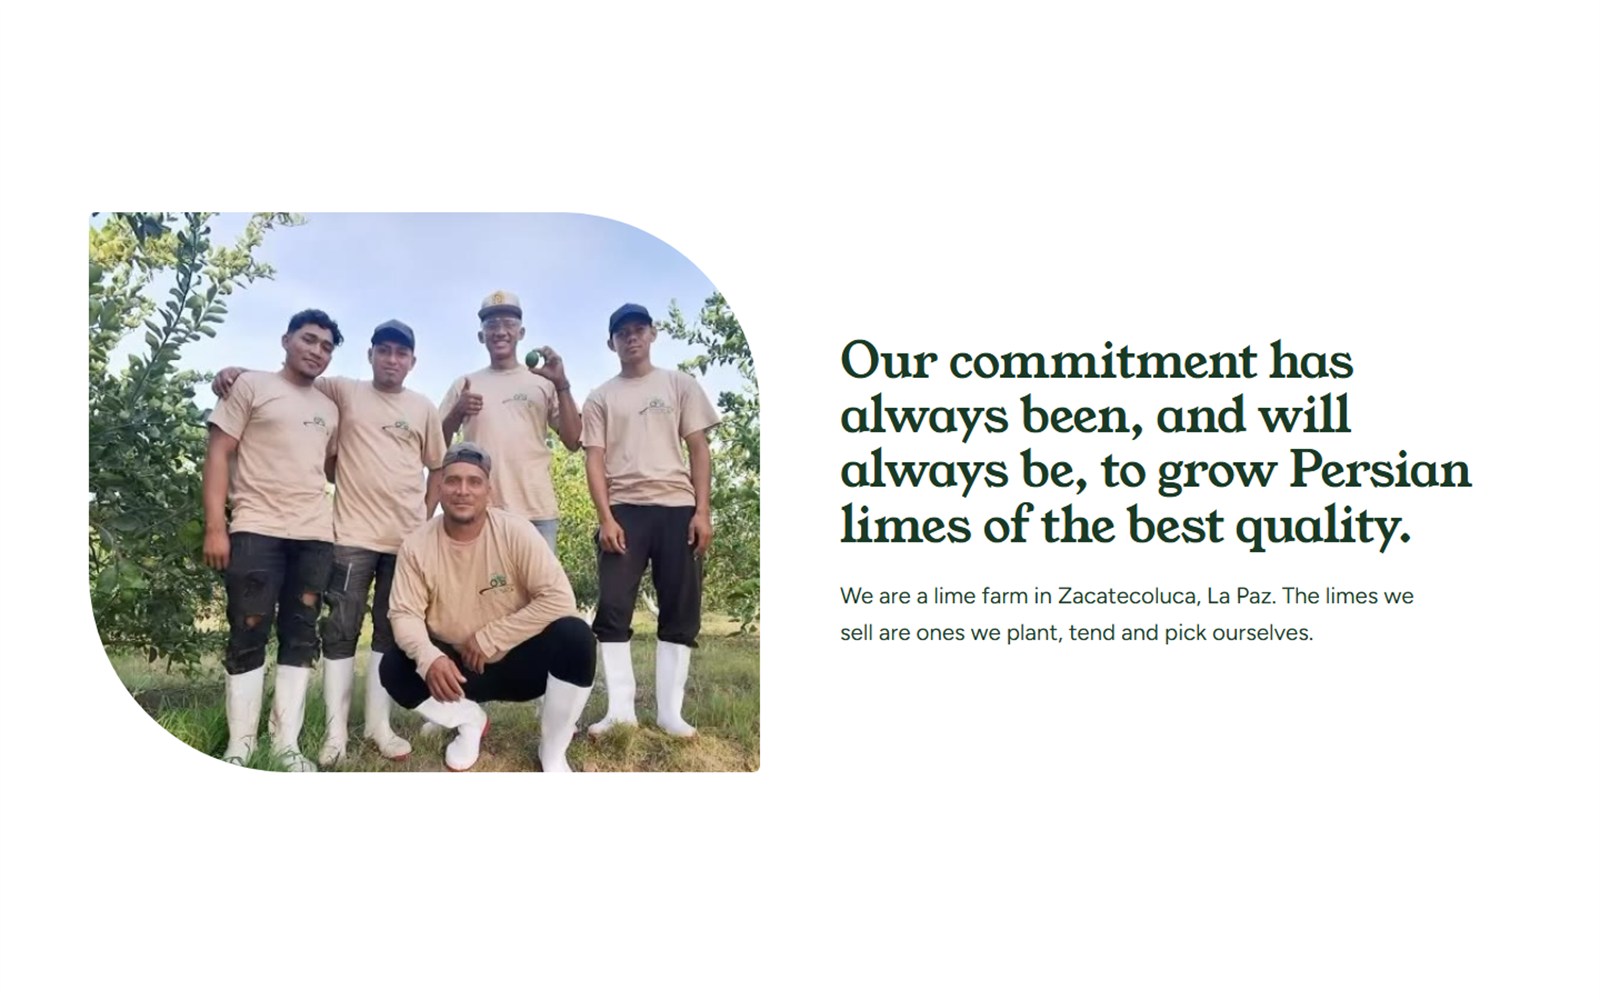 Our commitment has
always been, and will
always be, to grow Persian
limes of the best quality.
We are a lime farm in Zacatecoluca, La Paz. The limes we
sell are ones we plant, tend and pick ourselves.